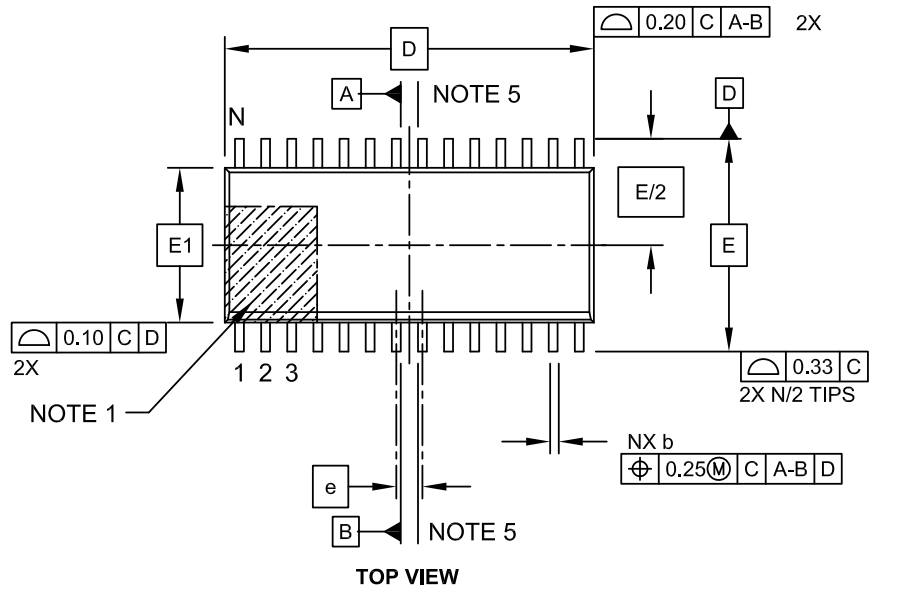 0.20 C A-B 2X
D
A NOTE 5
D
N
E/2
E1
E
0.10 C D
2X
0.33 C
2X N/2 TIPS
1 2 3
NOTE 1
NX b
0.25Ⓜ C A-B D
e
B NOTE 5
TOP VIEW